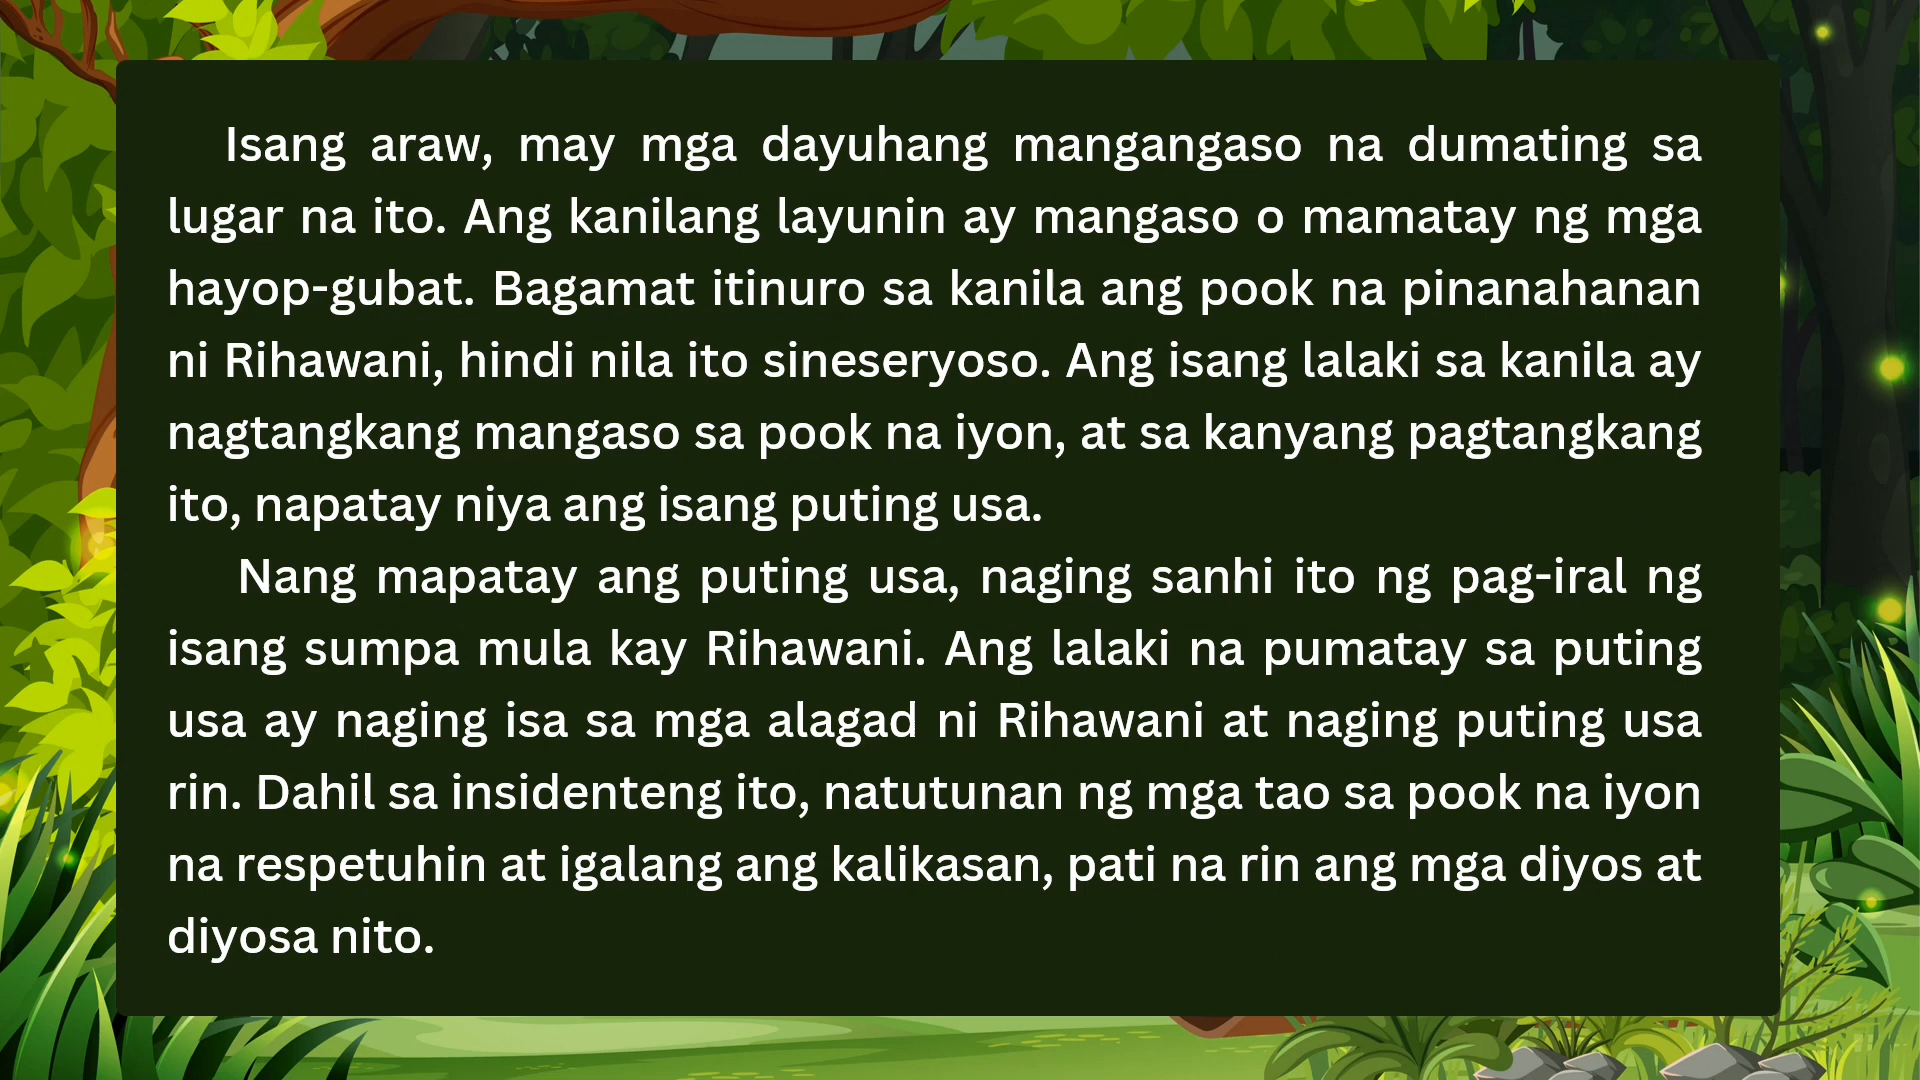 Isang araw, may mga dayuhang mangangaso na dumating sa
lugar na ito. Ang kanilang layunin ay mangaso o mamatay ng mga
hayop-gubat. Bagamat itinuro sa kanila ang pook na pinanahanan
ni Rihawani, hindi nila ito sineseryoso. Ang isang lalaki sa kanila ay
nagtangkang mangaso sa pook na iyon, at sa kanyang pagtangkang
ito, napatay niya ang isang puting usa.
Nang mapatay ang puting usa, naging sanhi ito ng pag-iral ng
isang sumpa mula kay Rihawani. Ang lalaki na pumatay sa puting
usa ay naging isa sa mga alagad ni Rihawani at naging puting usa
rin. Dahil sa insidenteng ito, natutunan ng mga tao sa pook na iyon
na respetuhin at igalang ang kalikasan, pati na rin ang mga diyos at
diyosa nito.